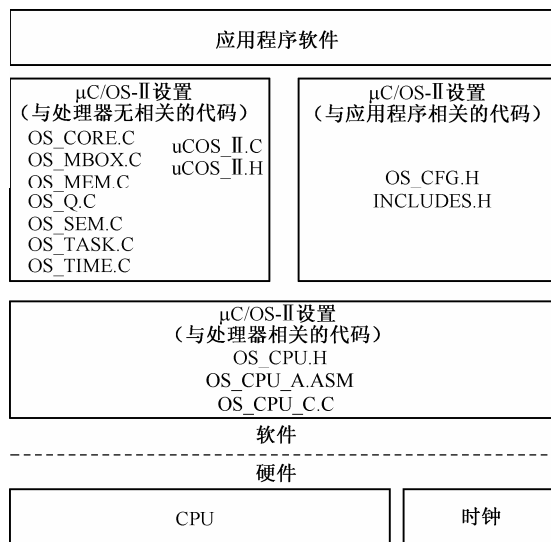 应用程序软件
μC/OS-Ⅱ设置
（与处理器无相关的代码）
OS_CORE.C
OS_MBOX.C
OS_MEM.C
OS_Q.C
OS_SEM.C
OS_TASK.C
OS_TIME.C
uCOS_Ⅱ.C
uCOS_Ⅱ.H
μC/OS-Ⅱ设置
（与应用程序相关的代码）
OS_CFG.H
INCLUDES.H
μC/OS-Ⅱ设置
（与处理器相关的代码）
OS_CPU.H
OS_CPU_A.ASM
OS_CPU_C.C
软件
硬件
CPU
时钟